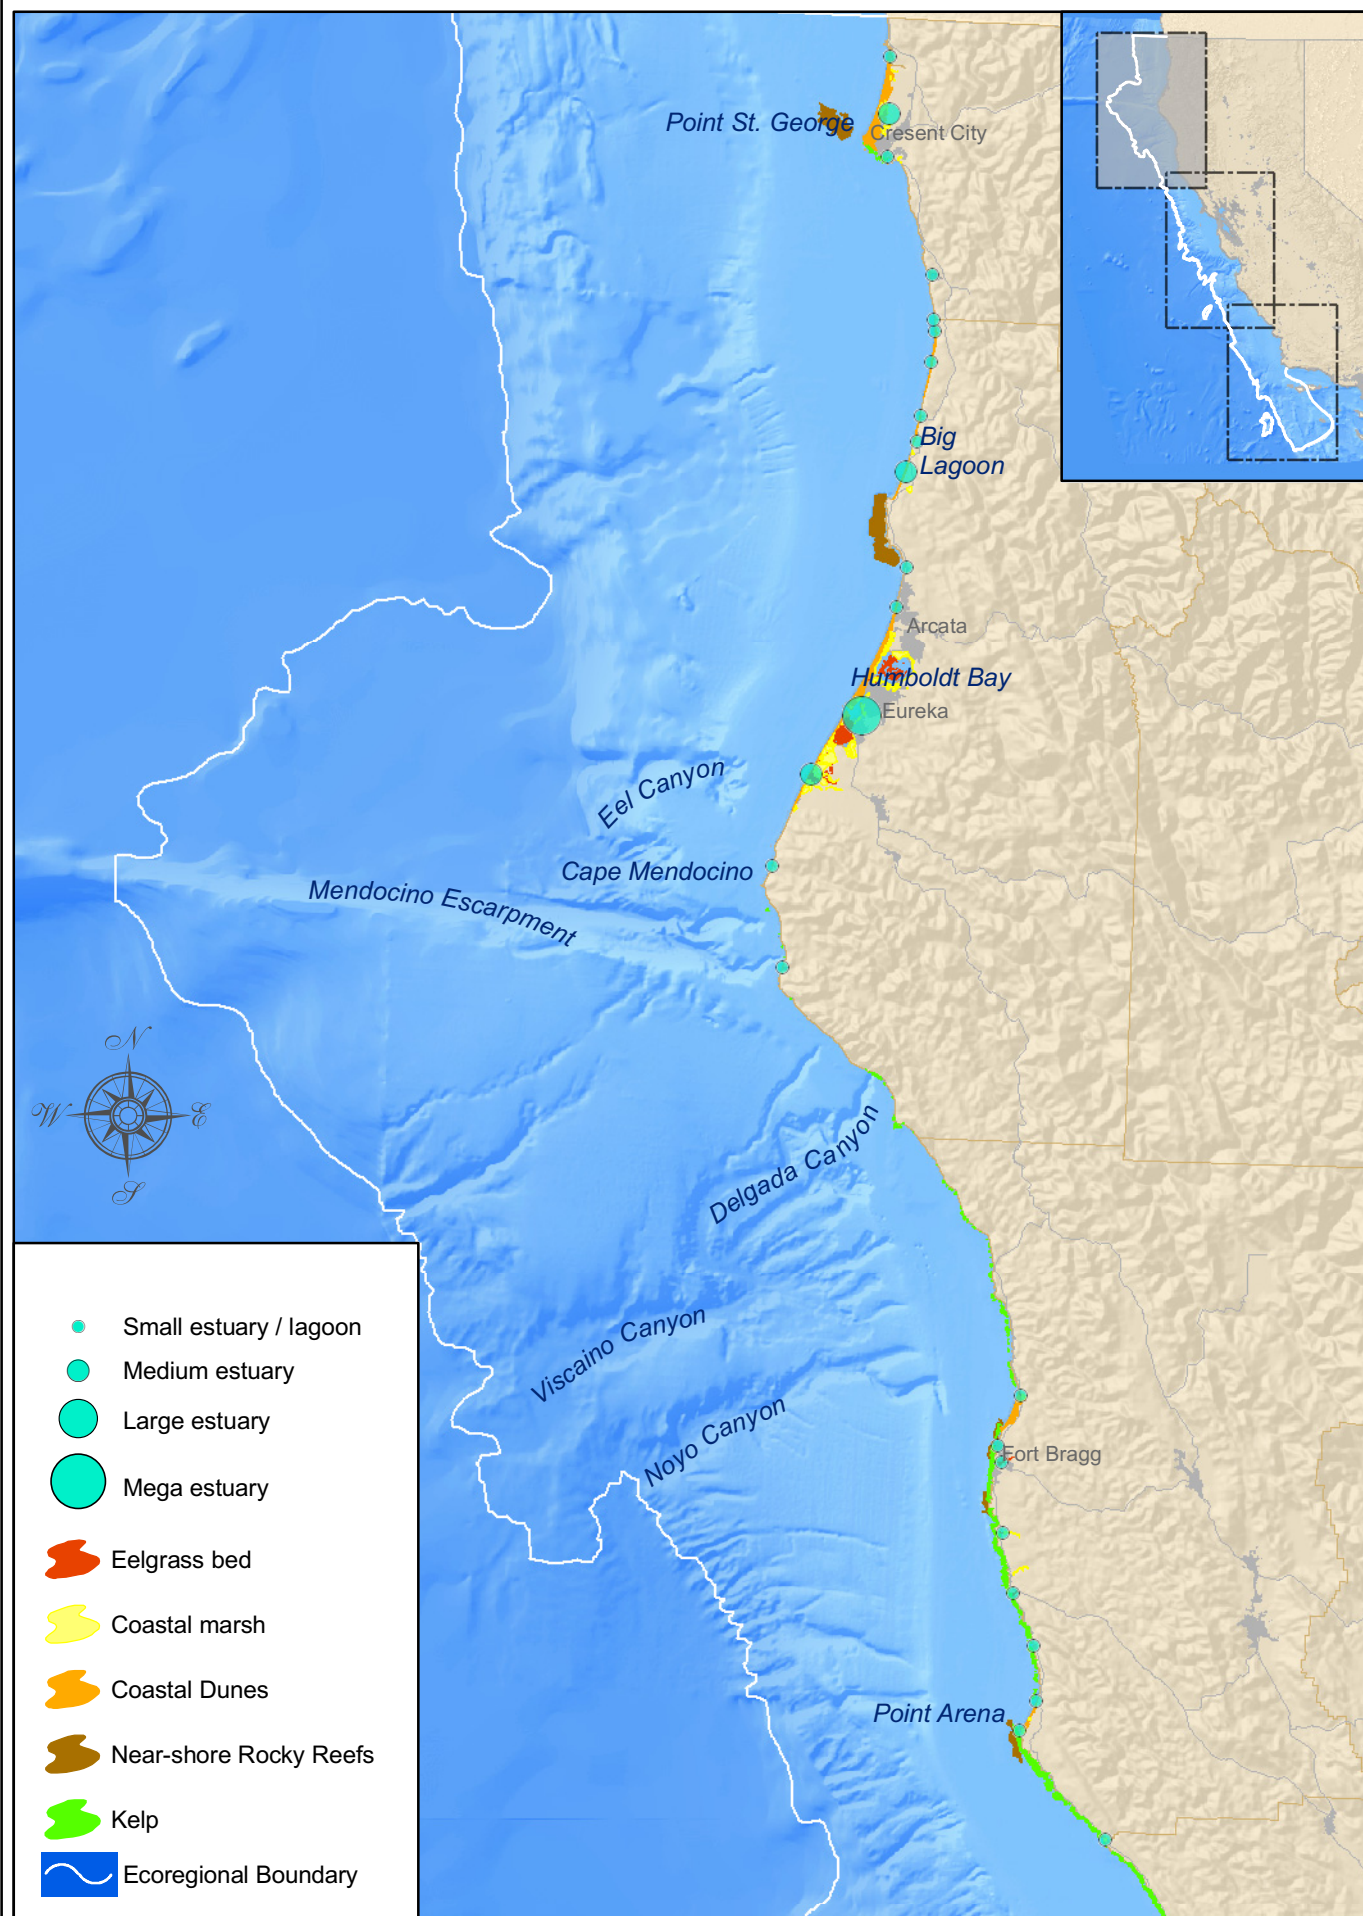 Point St. George
Cresent City
Big
Lagoon
Arcata
Humboldt Bay
Eureka
Eel Canyon
Cape Mendocino
Mendocino Escarpment
N
W
E
S
Delgada Canyon
Viscaino Canyon
Noyo Canyon
Fort Bragg
Point Arena
Small estuary / lagoon
Medium estuary
Large estuary
Mega estuary
Eelgrass bed
Coastal marsh
Coastal Dunes
Near-shore Rocky Reefs
Kelp
Ecoregional Boundary